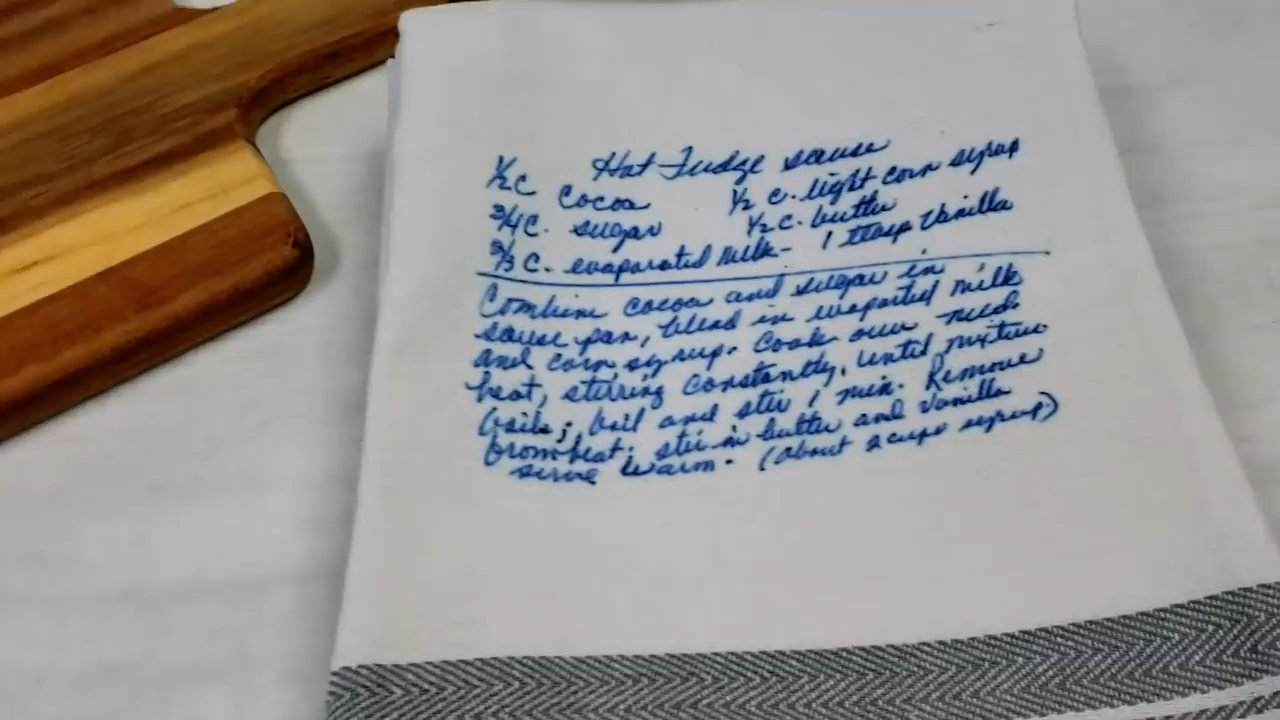 Hot Fudge sauce
1/2 C cocoa 1/2 c. light corn syrup
3/4 C. sugar 1/2 c. butter
2/3 C. evaporated milk - 1 teasp Vanilla
Combine cocoa and sugar in
sauce pan, blend in evaported milk
and corn syrup. Cook over med.
heat, stirring constantly, until mixture
boils; boil and stir 1 min. Remove
from heat; stir in butter and Vanilla
serve warm. (about 2 cups syrup)